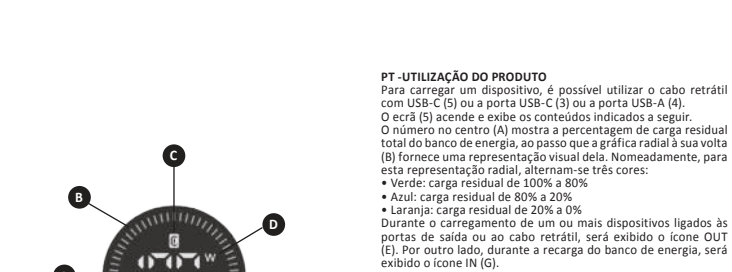 PT -UTILIZAÇÃO DO PRODUTO
Para carregar um dispositivo, é possível utilizar o cabo retrátil
com USB-C (5) ou a porta USB-C (3) ou a porta USB-A (4).
O ecrã (5) acende e exibe os conteúdos indicados a seguir.
O número no centro (A) mostra a percentagem de carga residual
total do banco de energia, ao passo que a gráfica radial à sua volta
(B) fornece uma representação visual dela. Nomeadamente, para
esta representação radial, alternam-se três cores:
• Verde: carga residual de 100% a 80%
• Azul: carga residual de 80% a 20%
• Laranja: carga residual de 20% a 0%
Durante o carregamento de um ou mais dispositivos ligados às
portas de saída ou ao cabo retrátil, será exibido o ícone OUT
(E). Por outro lado, durante a recarga do banco de energia, será
exibido o ícone IN (G).
C
B
D
W